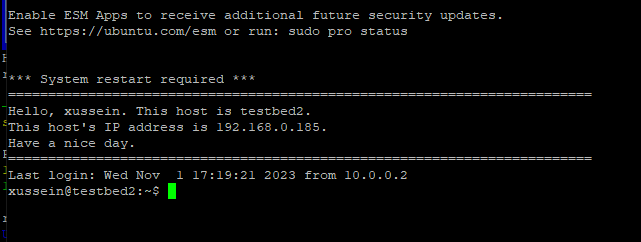 Enable ESM Apps to receive additional future security updates.
See https://ubuntu.com/esm or run: sudo pro status
*** System restart required ***
=========================================================================
Hello, xussein. This host is testbed2.
This host's IP address is 192.168.0.185.
Have a nice day.
=========================================================================
Last login: Wed Nov  1 17:19:21 2023 from 10.0.0.2
xussein@testbed2:~$